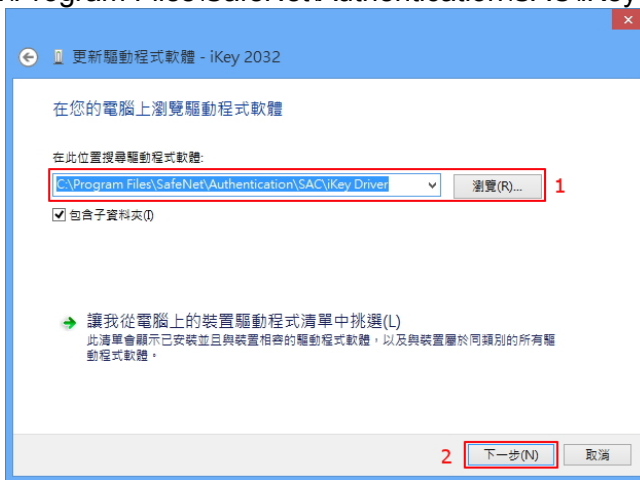 \Program Files\SafeNet\Authentication\SAC\iKey
更新驅動程式軟體 - iKey 2032
在您的電腦上瀏覽驅動程式軟體
在此位置搜尋驅動程式軟體:
C:\Program Files\SafeNet\Authentication\SAC\iKey Driver
瀏覽(R)...
1
包含子資料夾(I)
讓我從電腦上的裝置驅動程式清單中挑選(L)
此清單會顯示已安裝並且與裝置相容的驅動程式軟體，以及與裝置屬於同類別的所有驅
動程式軟體。
2
下一步(N)
取消